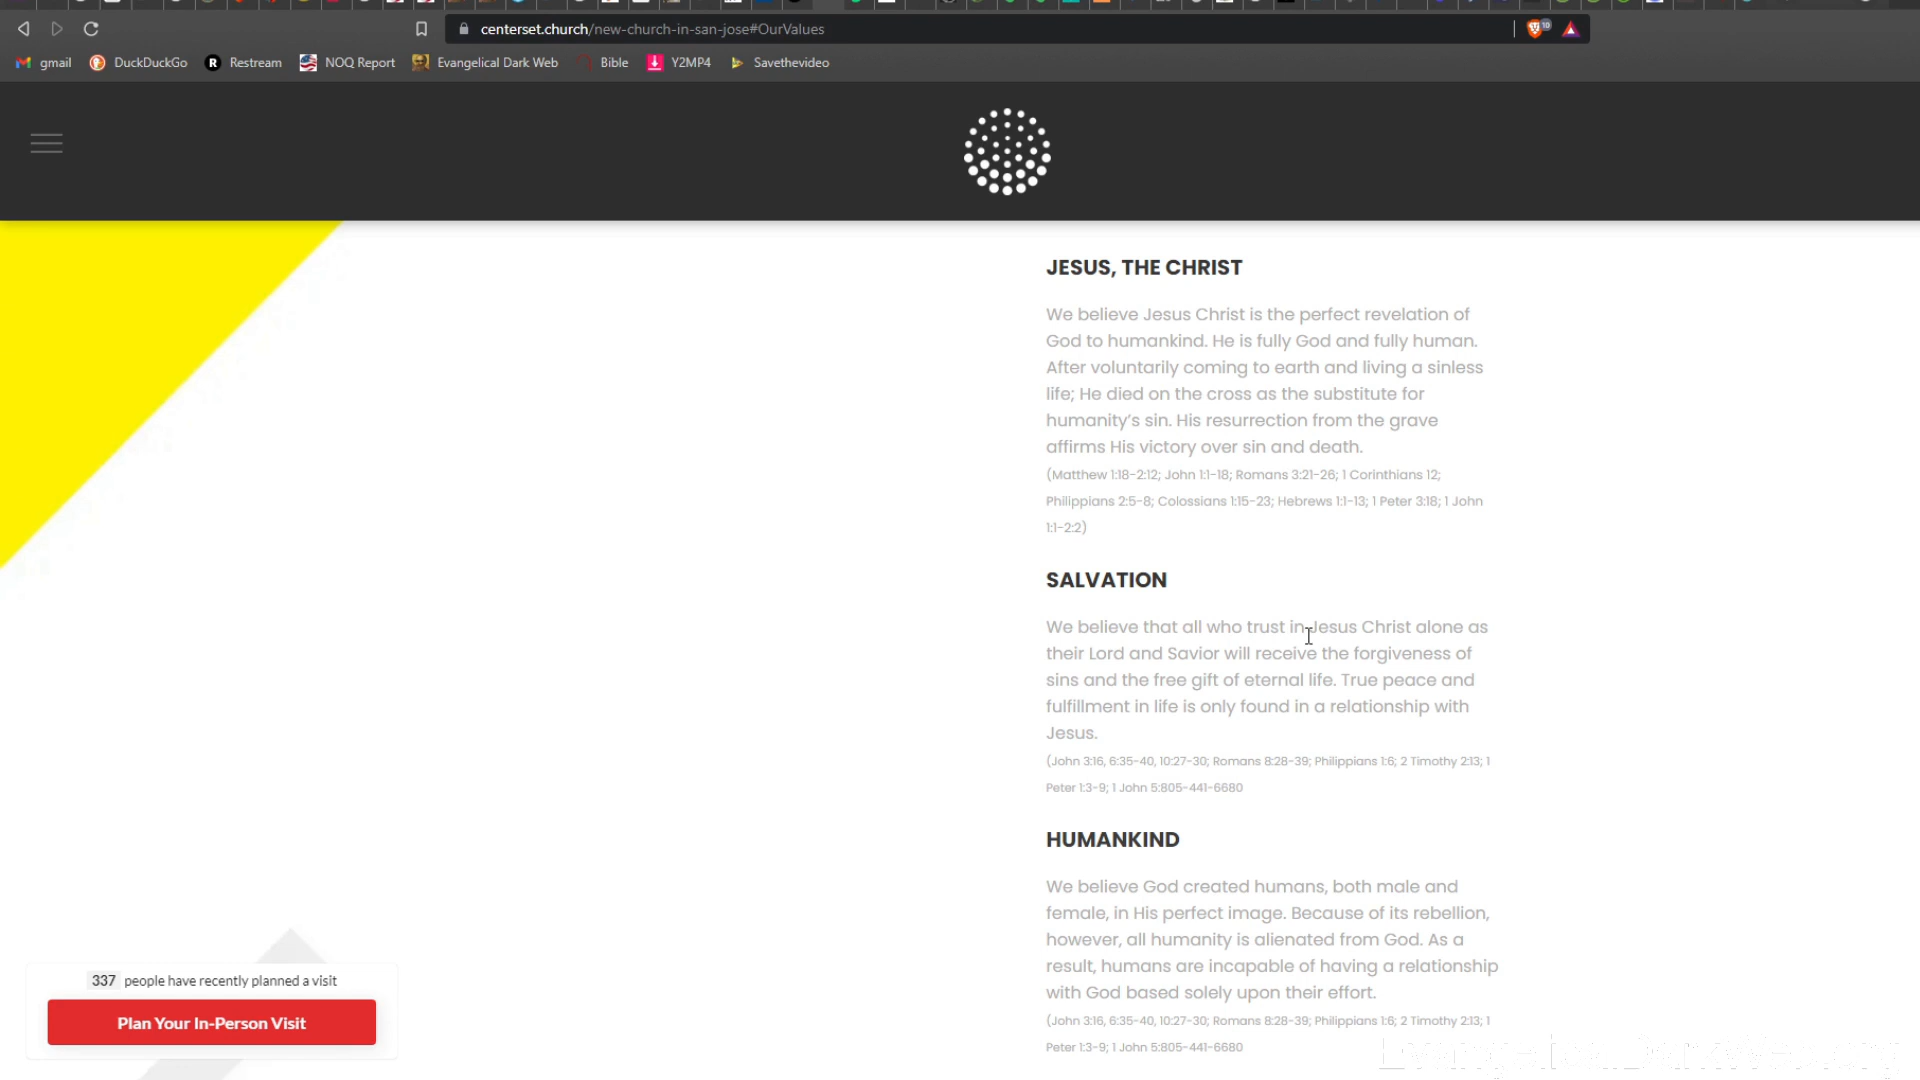 centerset.church/new-church-in-san-jose#OurValues
10
gmail
DuckDuckGo
R Restream
NOQ Report
Evangelical Dark Web
Bible
Y2MP4
Savethevideo
JESUS, THE CHRIST
We believe Jesus Christ is the perfect revelation of
God to humankind. He is fully God and fully human.
After voluntarily coming to earth and living a sinless
life; He died on the cross as the substitute for
humanity's sin. His resurrection from the grave
affirms His victory over sin and death.
(Matthew 1:18-2:12; John 1:1-18; Romans 3:21-26; 1 Corinthians 12;
Philippians 2:5-8; Colossians 1:15-23; Hebrews 1:1-13; 1 Peter 3:18; 1 John
1:1-2:2)
SALVATION
We believe that all who trust in Jesus Christ alone as
their Lord and Savior will receive the forgiveness of
sins and the free gift of eternal life. True peace and
fulfillment in life is only found in a relationship with
Jesus.
(John 3:16, 6:35-40, 10:27-30; Romans 8:28-39; Philippians 1:6; 2 Timothy 2:13; 1
Peter 1:3-9; 1 John 5:805-441-6680
HUMANKIND
We believe God created humans, both male and
female, in His perfect image. Because of its rebellion,
however, all humanity is alienated from God. As a
result, humans are incapable of having a relationship
with God based solely upon their effort.
(John 3:16, 6:35-40, 10:27-30; Romans 8:28-39; Philippians 1:6; 2 Timothy 2:13; 1
Peter 1:3-9; 1 John 5:805-441-6680
337 people have recently planned a visit
Plan Your In-Person Visit